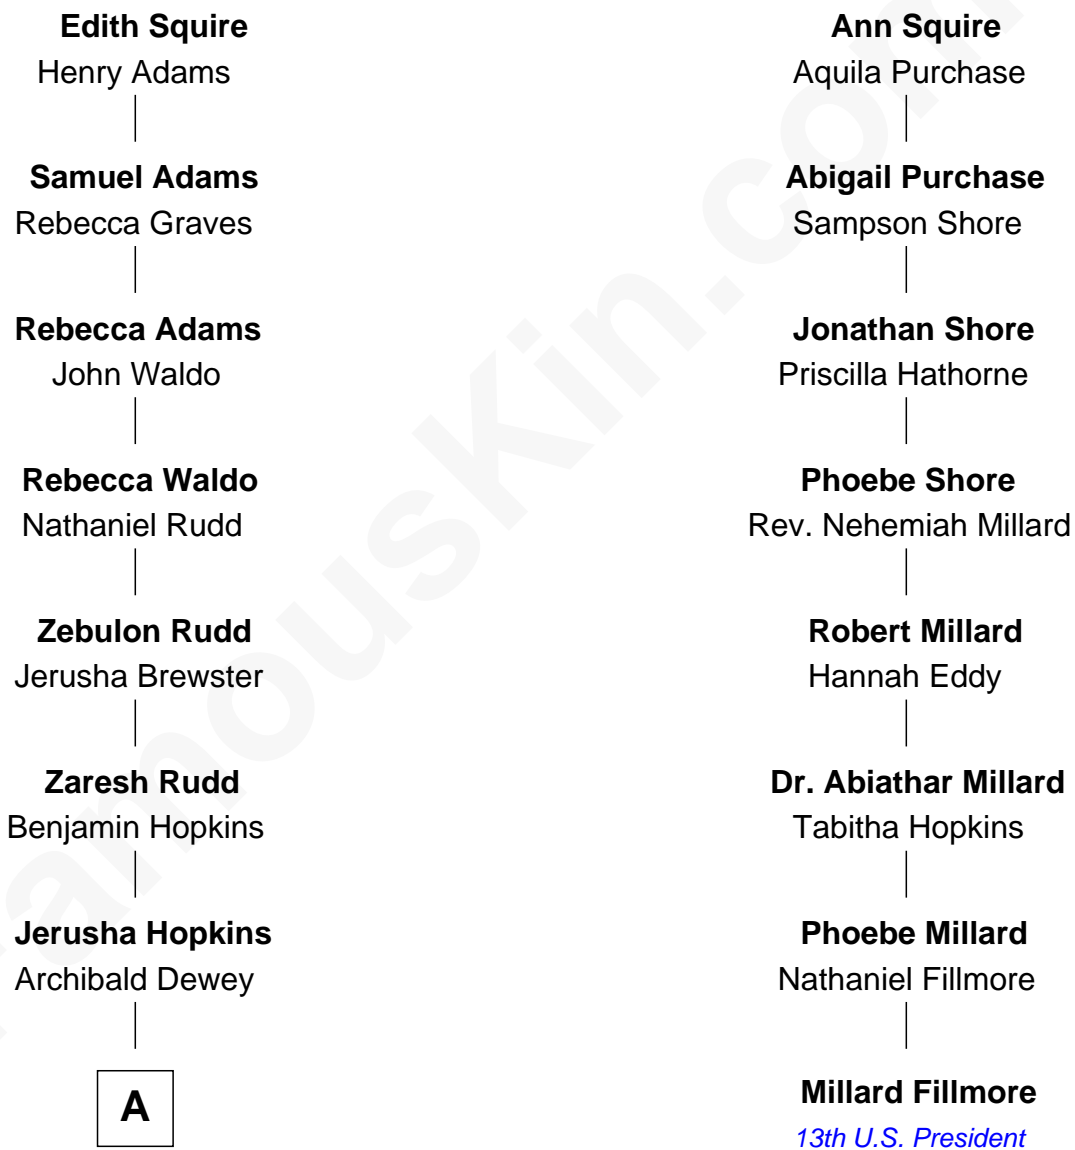 Edith Squire
Henry Adams
Samuel Adams
Rebecca Graves
Rebecca Adams
John Waldo
Rebecca Waldo
Nathaniel Rudd
Zebulon Rudd
Jerusha Brewster
Zaresh Rudd
Benjamin Hopkins
Jerusha Hopkins
Archibald Dewey
A
Ann Squire
Aquila Purchase
Abigail Purchase
Sampson Shore
Jonathan Shore
Priscilla Hathorne
Phoebe Shore
Rev. Nehemiah Millard
Robert Millard
Hannah Eddy
Dr. Abiathar Millard
Tabitha Hopkins
Phoebe Millard
Nathaniel Fillmore
Millard Fillmore
13th U.S. President
FamousKin.com